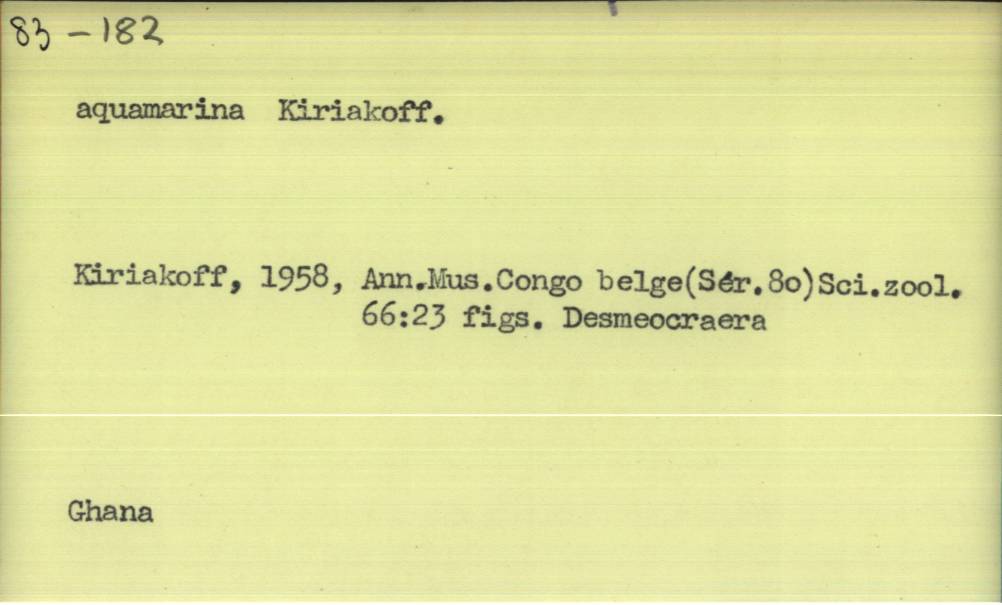 83 - 182
aquamarina Kiriakoff.
Kiriakoff, 1958, Ann.Mus.Congo belge(Sér.8o)Sci.zool.
66:23 figs. Desmeocraera
Ghana